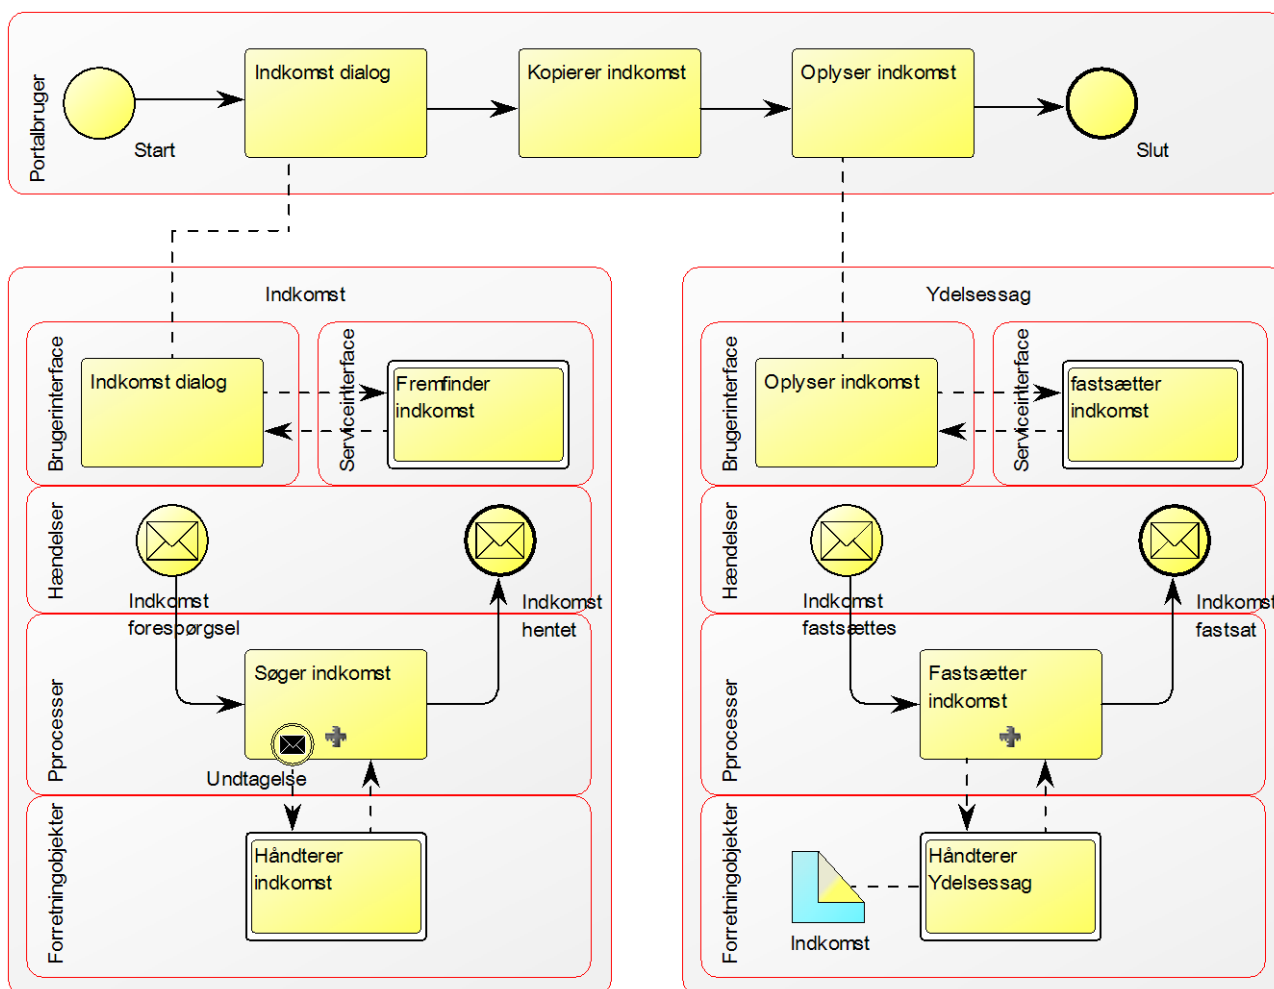 Portalbruger
Start
Indkomst dialog
Kopierer indkomst
Oplyser indkomst
Slut
Indkomst
Brugerinterface
Indkomst dialog
Serviceinterface
Fremfinder
indkomst
Hændelser
Indkomst
forespørgsel
Indkomst
hentet
Pprocesser
Søger indkomst
Undtagelse
Forretningobjekter
Håndterer
indkomst
Ydelsessag
Brugerinterface
Oplyser indkomst
Serviceinterface
fastsætter
indkomst
Hændelser
Indkomst
fastsættes
Indkomst
fastsat
Pprocesser
Fastsætter
indkomst
Forretningobjekter
Indkomst
Håndterer
Ydelsessag